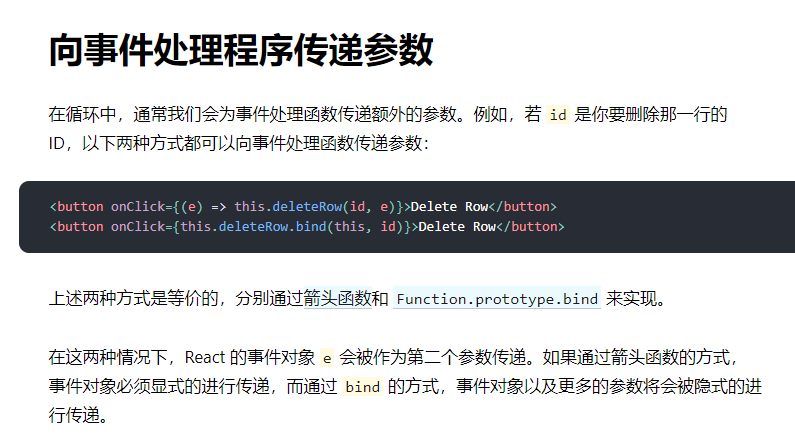 向事件处理程序传递参数
在循环中，通常我们会为事件处理函数传递额外的参数。例如，若 id 是你要删除那一行的
ID，以下两种方式都可以向事件处理函数传递参数：
<button onClick={(e) => this.deleteRow(id, e)}>Delete Row</button>
<button onClick={this.deleteRow.bind(this, id)}>Delete Row</button>
上述两种方式是等价的，分别通过箭头函数和 Function.prototype.bind 来实现。
在这两种情况下，React 的事件对象 e 会被作为第二个参数传递。如果通过箭头函数的方式，
事件对象必须显式的进行传递，而通过 bind 的方式，事件对象以及更多的参数将会被隐式的进
行传递。